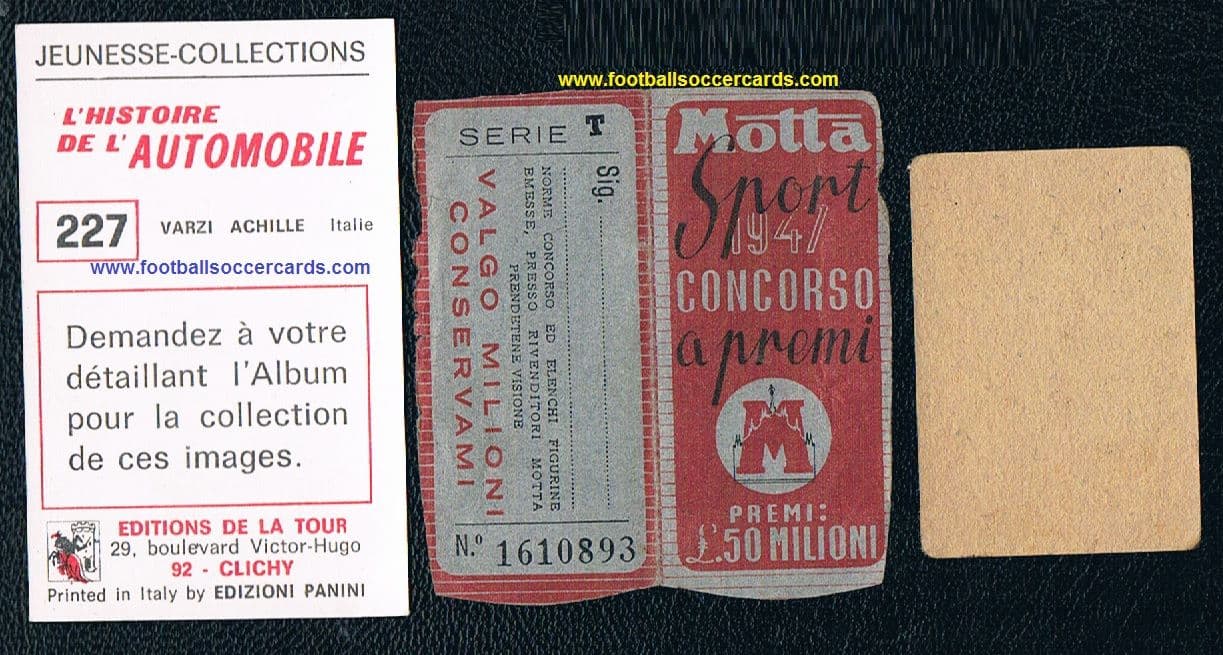 JEUNESSE-COLLECTIONS
L'HISTOIRE
DE L'AUTOMOBILE
227 VARZI ACHILLE Italie
www.footballsoccercards.com
Demandez à votre
détaillant l'Album
pour la collection
de ces images.
EDITIONS DE LA TOUR
29, boulevard Victor-Hugo
92 - CLICHY
Printed in Italy by EDIZIONI PANINI
www.footballsoccercards.com
SERIE T
Sig.
NORME CONCORSO ED ELENCHI FIGURINE
EMESSE, PRESSO RIVENDITORI MOTTA
PRENDETENE VISIONE
VALGO MILIONI
CONSERVAMI
N.º 1610893
Motta
Sport
1947
CONCORSO
a premi
M
PREMI:
£.50 MILIONI